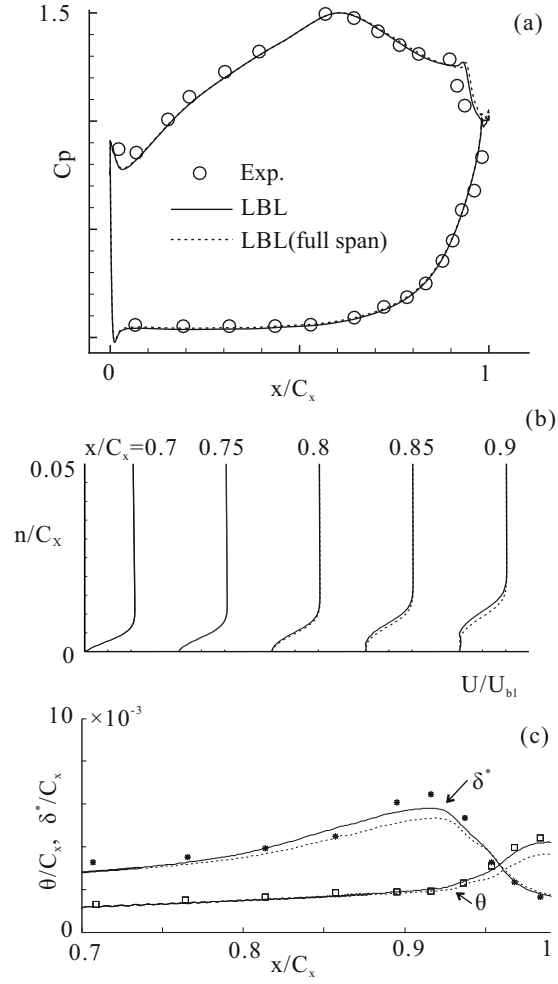 1.5
(a)
Cp
Exp.
LBL
LBL(full span)
0
1
x/Cₓ
(b)
x/Cₓ=0.7 0.75 0.8 0.85 0.9
0.05
n/Cₓ
0
U/U_bl
10
×10⁻³
(c)
θ/Cₓ, δ*/Cₓ
δ*
θ
0
0.7 0.8 0.9 1
x/Cₓ